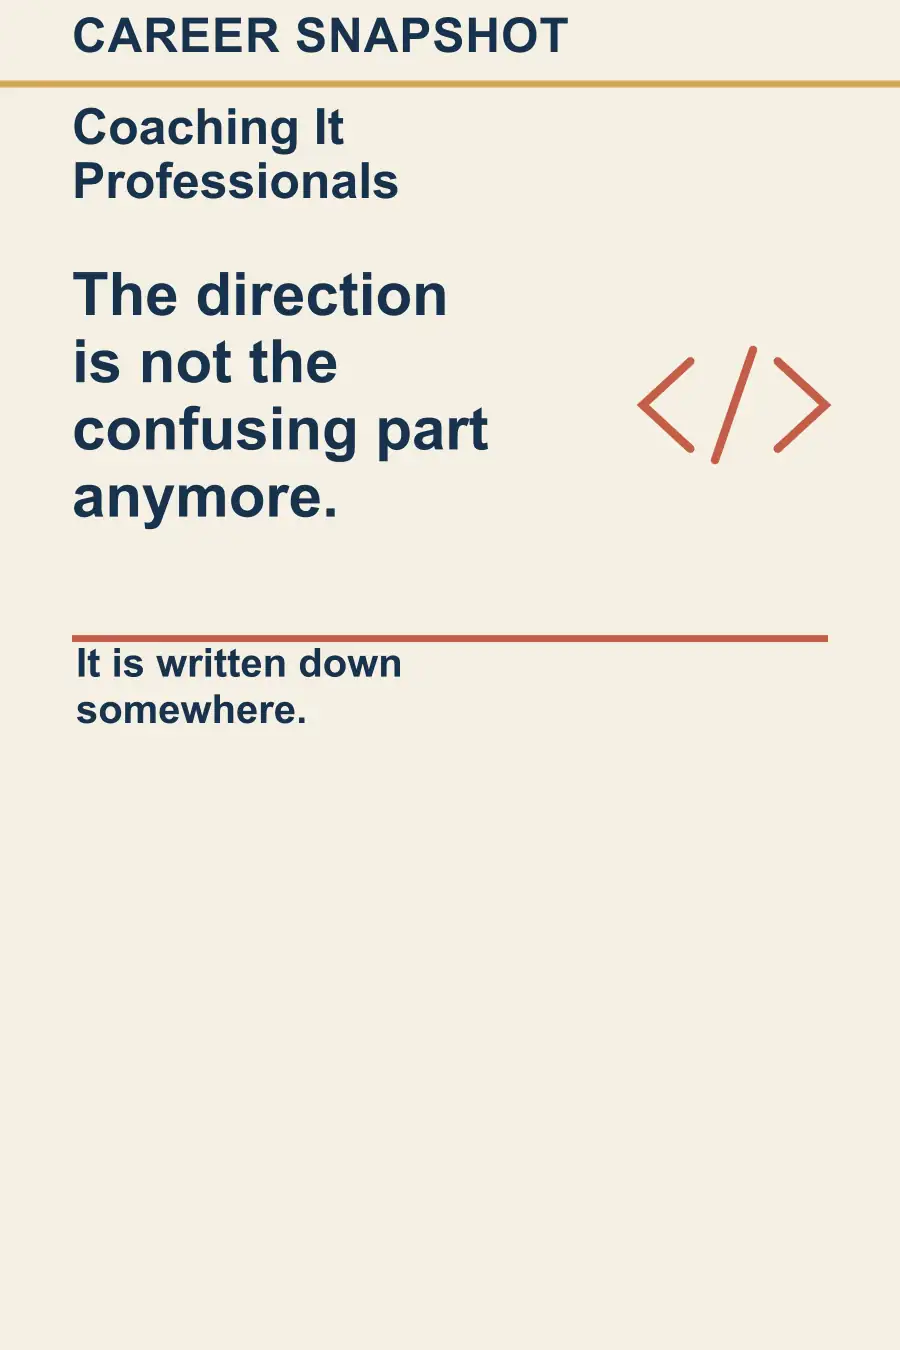 CAREER SNAPSHOT
Coaching It
Professionals
The direction
is not the
confusing part
anymore.
</>
It is written down
somewhere.